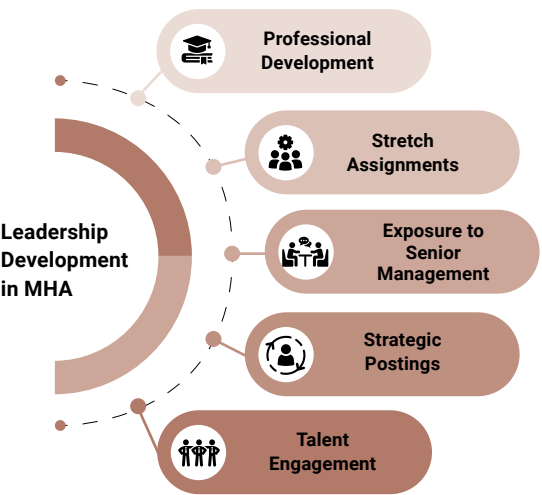 Professional
Development
Stretch
Assignments
Leadership
Development
in MHA
Exposure to
Senior
Management
Strategic
Postings
Talent
Engagement